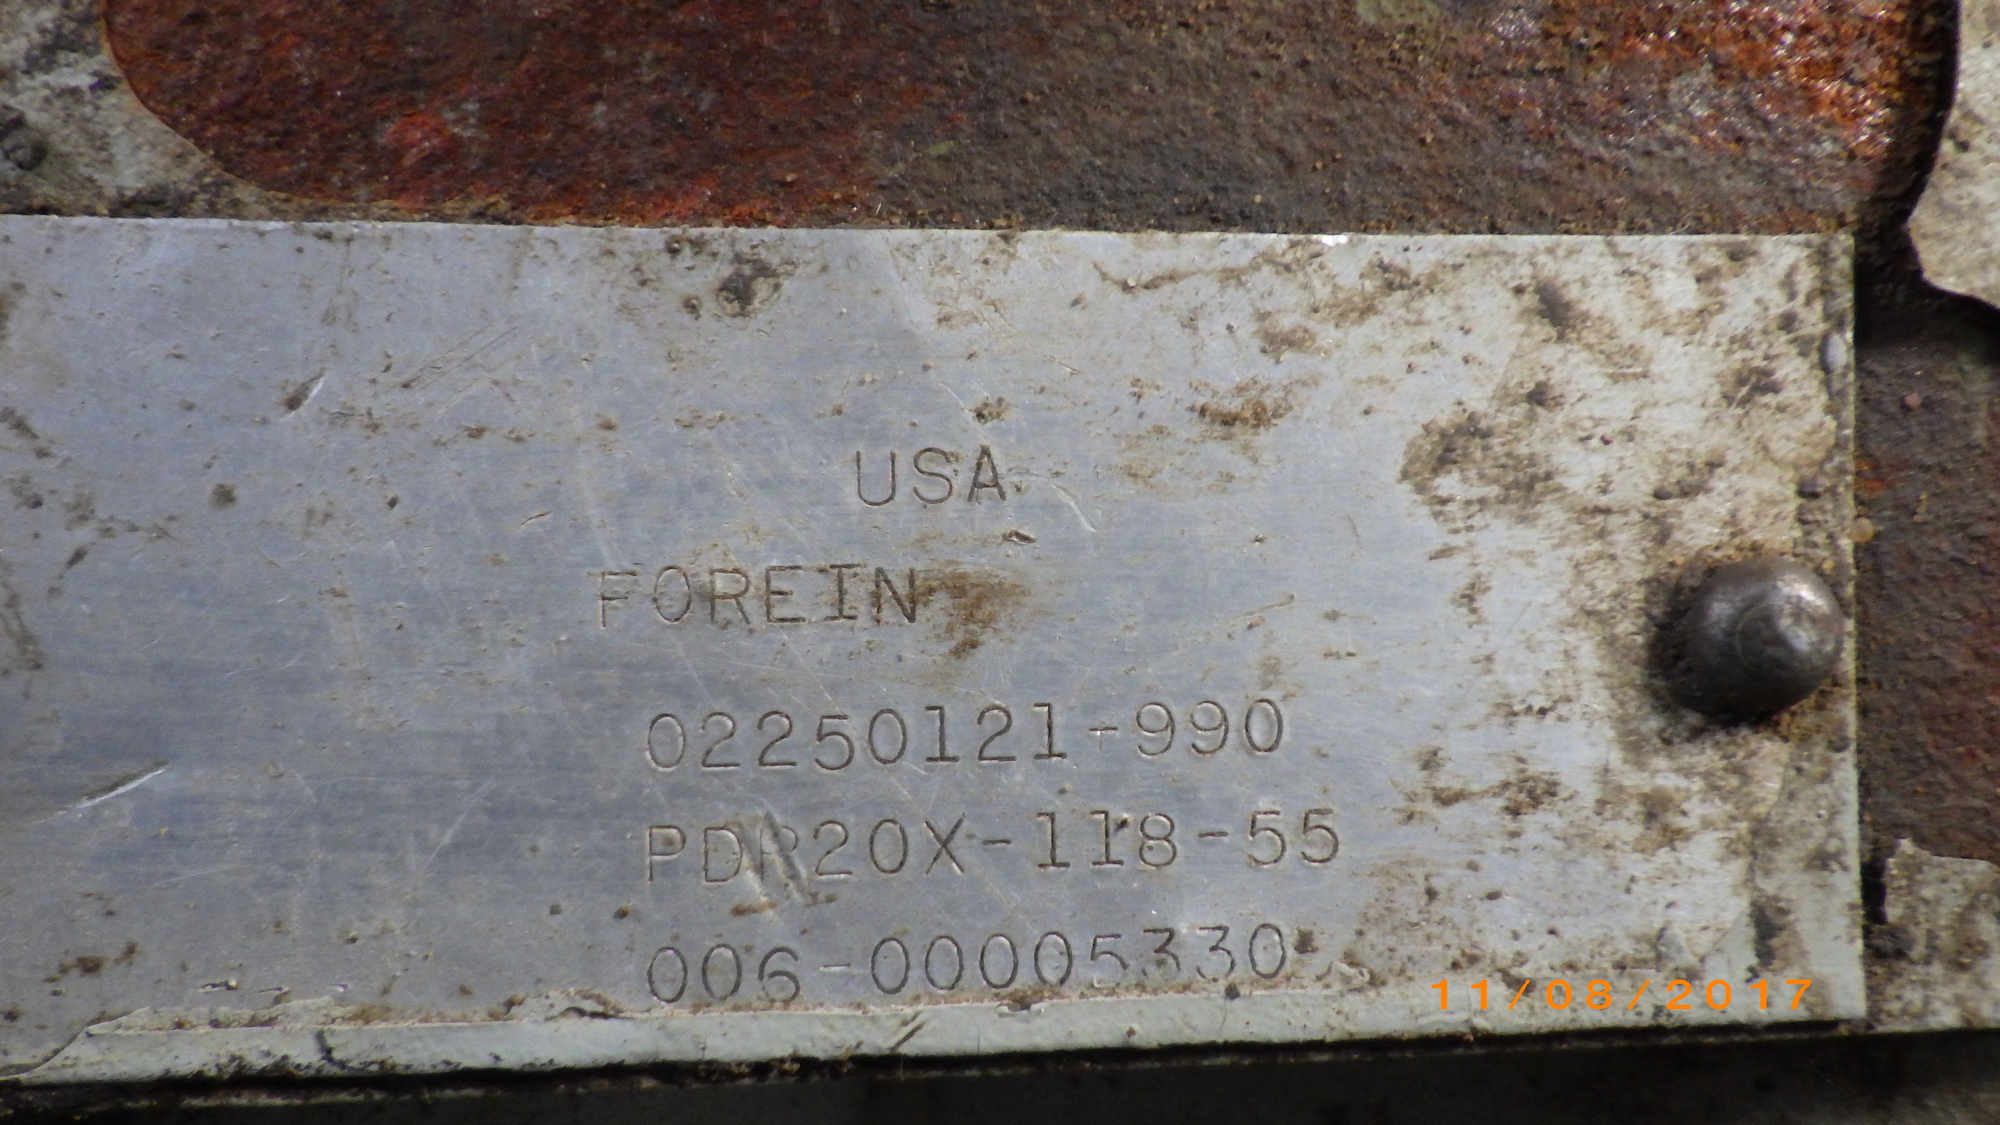 USA
FOREIN
02250121-990
PDR20X-118-55
006-00005330
11/08/2017